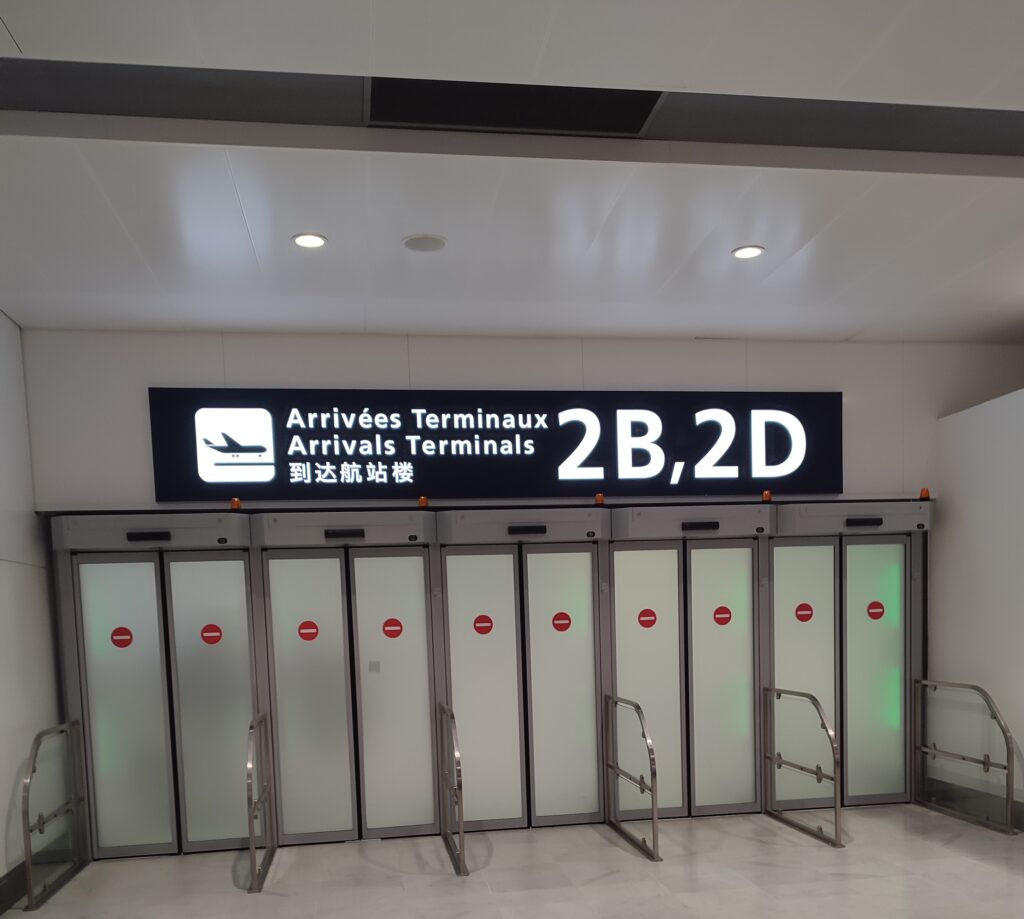 Arrivées Terminaux
Arrivals Terminals
到达航站楼
2B,2D